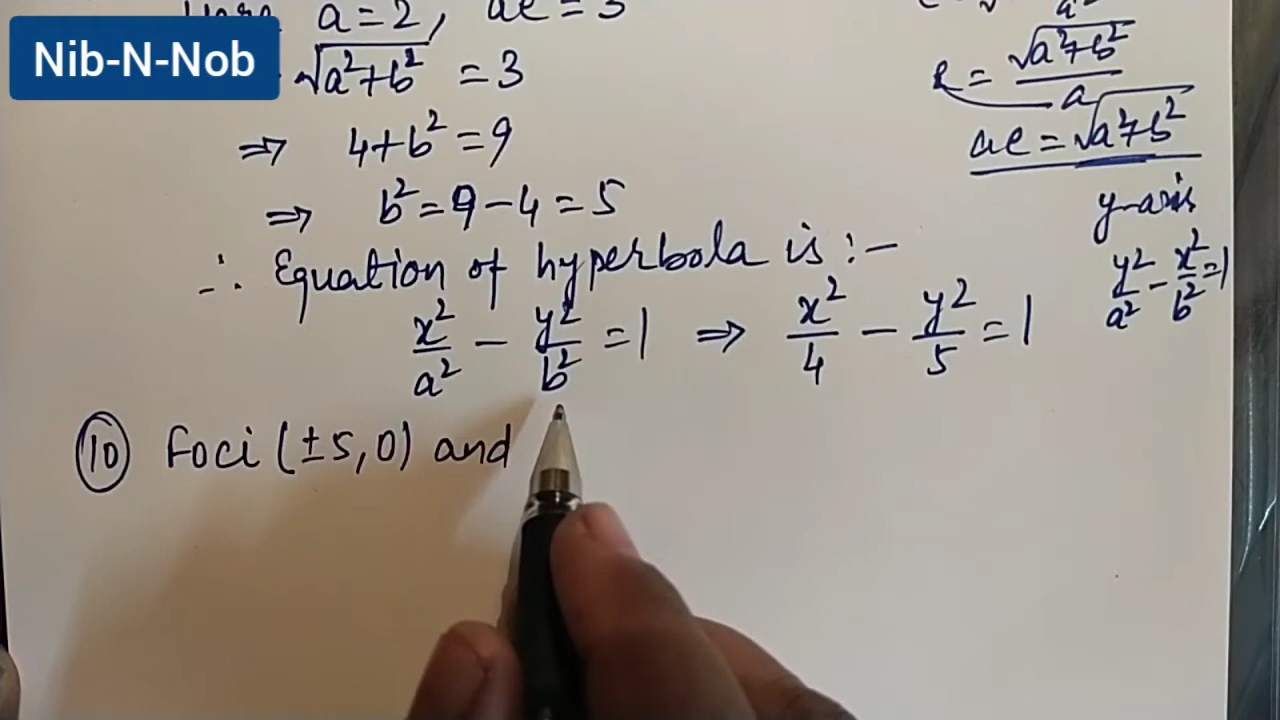 Nib-N-Nob
a=2, ae=3
√a²+b² =3
⇒ 4+b²=9
⇒ b²=9-4=5
∴ Equation of hyperbola is :-
x²/a² - y²/b² =1 ⇒ x²/4 - y²/5 =1
(10) Foci (±5,0) and
e = √a²+b²/a
ae=√a²+b²
y-axis
y²/a² - x²/b² =1